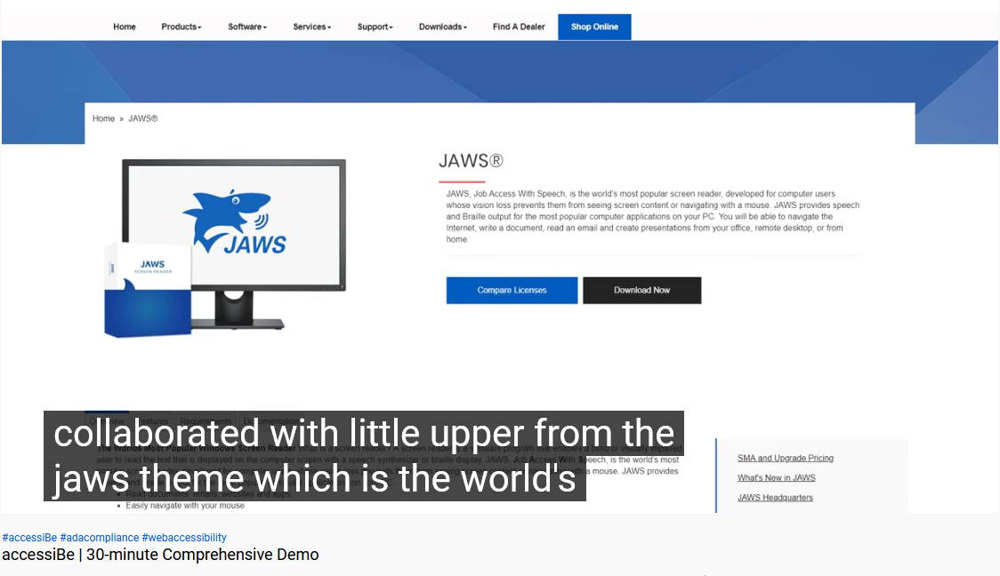 Home Products Software Services Support Downloads Find A Dealer Shop Online
Home » JAWS®
JAWS
JAWS
SCREEN READER
JAWS®
JAWS, Job Access With Speech, is the world's most popular screen reader, developed for computer users
whose vision loss prevents them from seeing screen content or navigating with a mouse. JAWS provides speech
and Braille output for the most popular computer applications on your PC. You will be able to navigate the
Internet, write a document, read an email and create presentations from your office, remote desktop, or from
home.
Compare Licenses Download Now
Overview Features Requirements Documentation
The Worlds Most Popular Windows Screen Reader What is a Screen reader? A Screen reader is a software program that enables a blind or visually impaired
user to read the text that is displayed on the computer screen with a speech synthesizer or braille display. JAWS, Job Access With Speech, is the world's most
with a mouse. JAWS provides
Read documents, emails, websites and apps
Easily navigate with your mouse
collaborated with little upper from the
jaws theme which is the world's
SMA and Upgrade Pricing
What's New in JAWS
JAWS Headquarters
#accessiBe #adacompliance #webaccessibility
accessiBe | 30-minute Comprehensive Demo